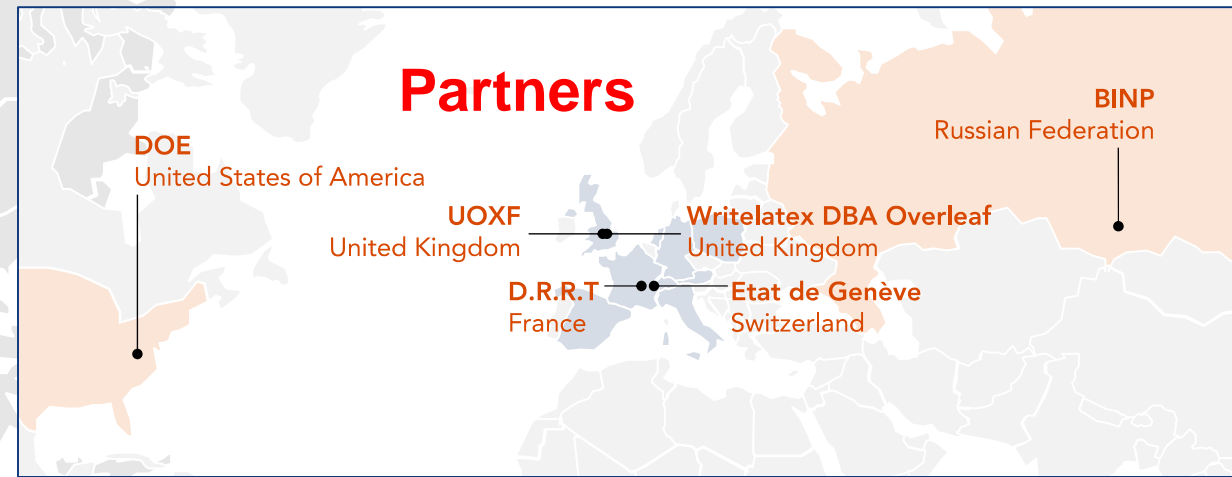 Partners
DOE
United States of America
BINP
Russian Federation
UOXF
United Kingdom
Writelatex DBA Overleaf
United Kingdom
D.R.R.T
France
Etat de Genève
Switzerland